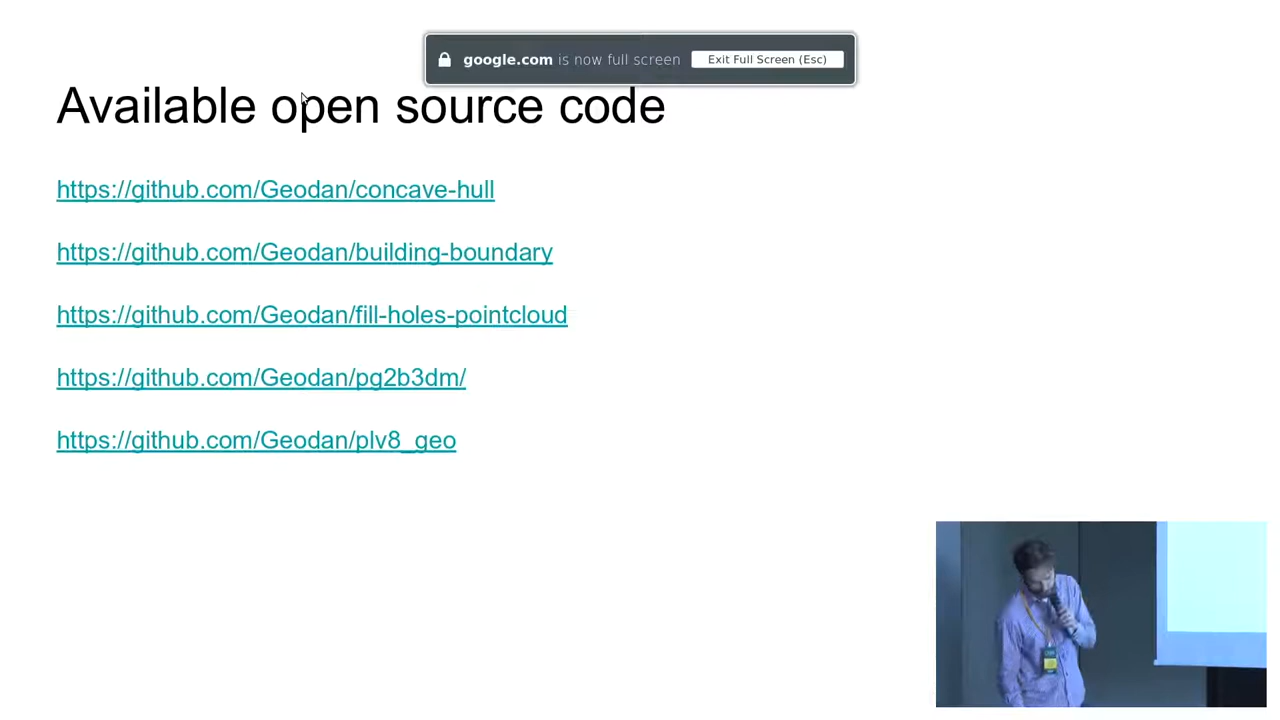 google.com is now full screen Exit Full Screen (Esc)
Available open source code
https://github.com/Geodan/concave-hull
https://github.com/Geodan/building-boundary
https://github.com/Geodan/fill-holes-pointcloud
https://github.com/Geodan/pg2b3dm/
https://github.com/Geodan/plv8_geo